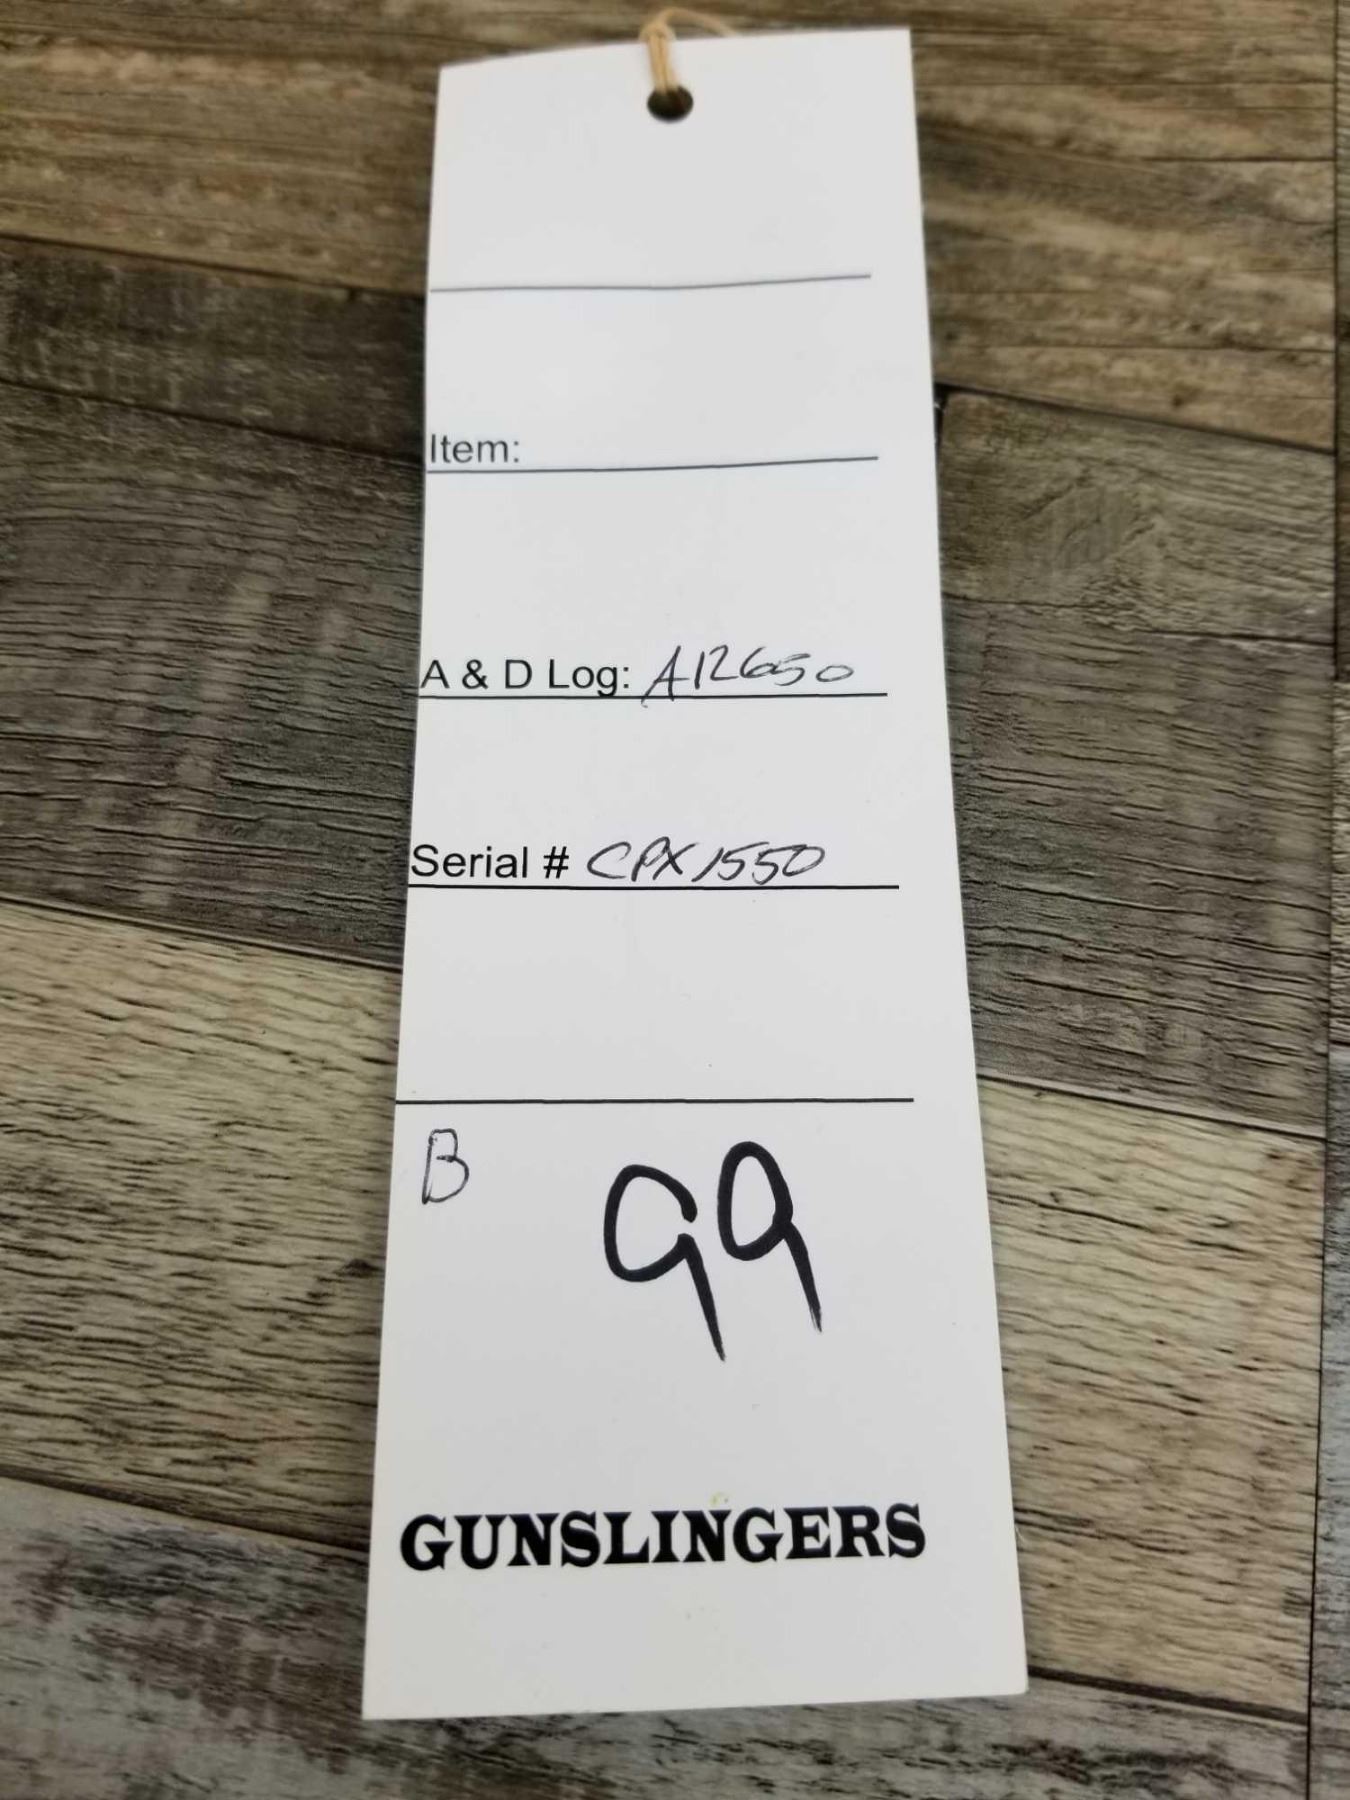 Item:
A & D Log: A12650
Serial # CPX1550
B
99
GUNSLINGERS